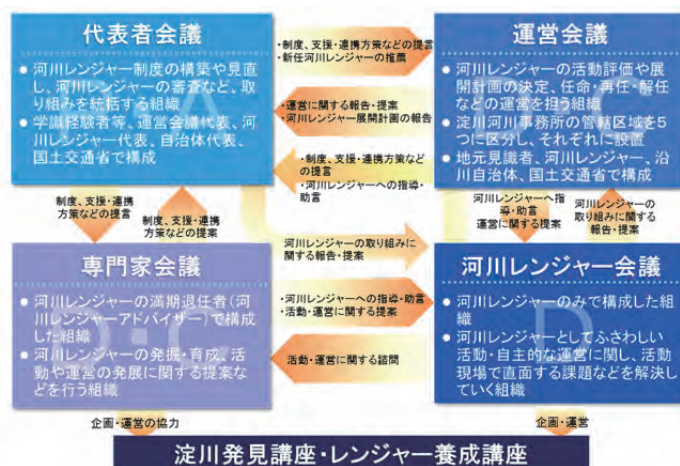 代表者会議
● 河川レンジャー制度の構築や見直
し、河川レンジャーの審査など、取
り組みを統括する組織
● 学識経験者等、運営会議代表、河
川レンジャー代表、自治体代表、
国土交通省で構成
・制度、支援・連携方策などの提言
・新任河川レンジャーの推薦
・運営に関する報告・提案
・河川レンジャー展開計画の報告
運営会議
● 河川レンジャーの活動評価や展
開計画の決定、任命・再任・解任
などの運営を担う組織
● 淀川河川事務所の管轄区域を5
つに区分し、それぞれに設置
● 地元見識者、河川レンジャー、沿
川自治体、国土交通省で構成
・制度、支援・連携方策など
の提言
・河川レンジャーへの指導・
助言
制度、支援・連携
方策などの提言
制度、支援・連携
方策などの提案
河川レンジャーへ指
導・助言
運営に関する提案
河川レンジャーの
取り組みに関する
報告・提案
専門家会議
● 河川レンジャーの満期退任者(河
川レンジャーアドバイザー)で構成
した組織
● 河川レンジャーの発掘・育成、活
動や運営の発展に関する提案な
どを行う組織
河川レンジャーの取り組みに
関する報告・提案
・河川レンジャーへの指導・助言
・活動・運営に関する提案
活動・運営に関する諮問
河川レンジャー会議
D
● 河川レンジャーのみで構成した組
織
● 河川レンジャーとしてふさわしい
活動・自主的な運営に関し、活動
現場で直面する課題などを解決し
ていく組織
企画・運営の協力
企画・運営
淀川発見講座・レンジャー養成講座